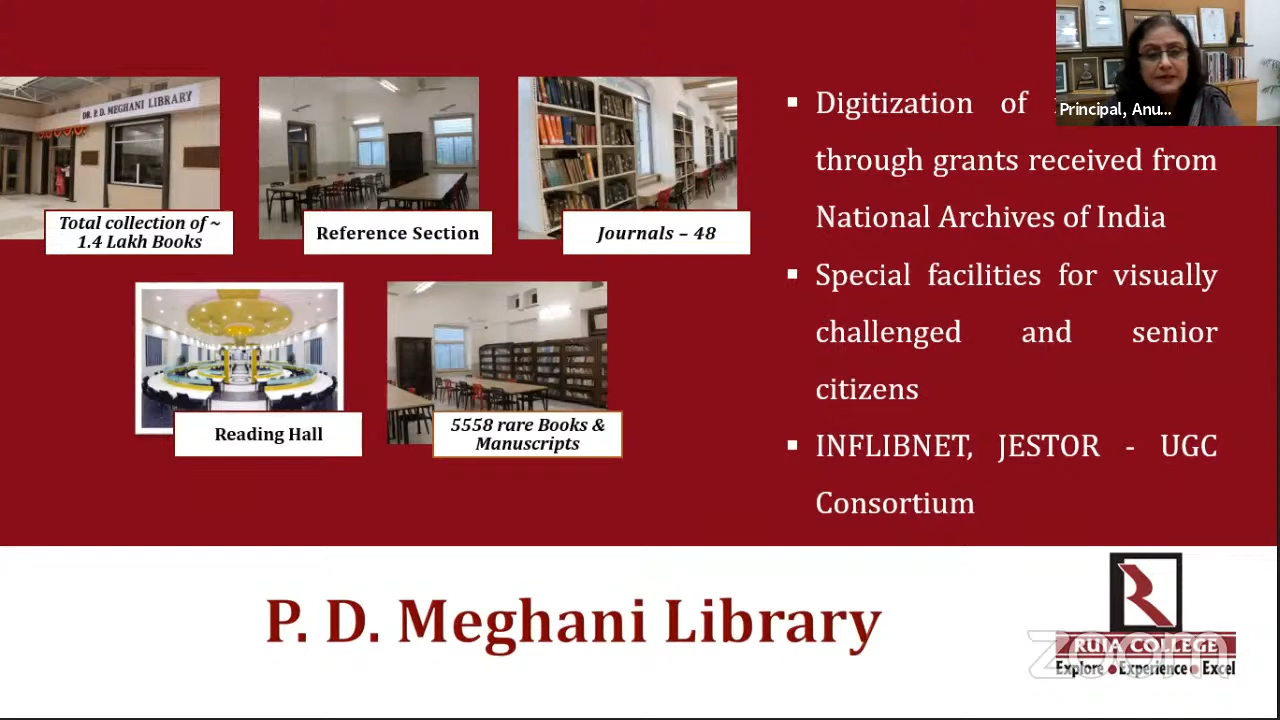 DR. P. D. MEGHANI LIBRARY
Total collection of ~
1.4 Lakh Books
Reference Section
Journals – 48
Reading Hall
5558 rare Books &
Manuscripts
Principal, Anu...
▪ Digitization of
through grants received from
National Archives of India
▪ Special facilities for visually
challenged and senior
citizens
▪ INFLIBNET, JESTOR - UGC
Consortium
P. D. Meghani Library
R
RUIA COLLEGE
zoom
Explore • Experience • Excel